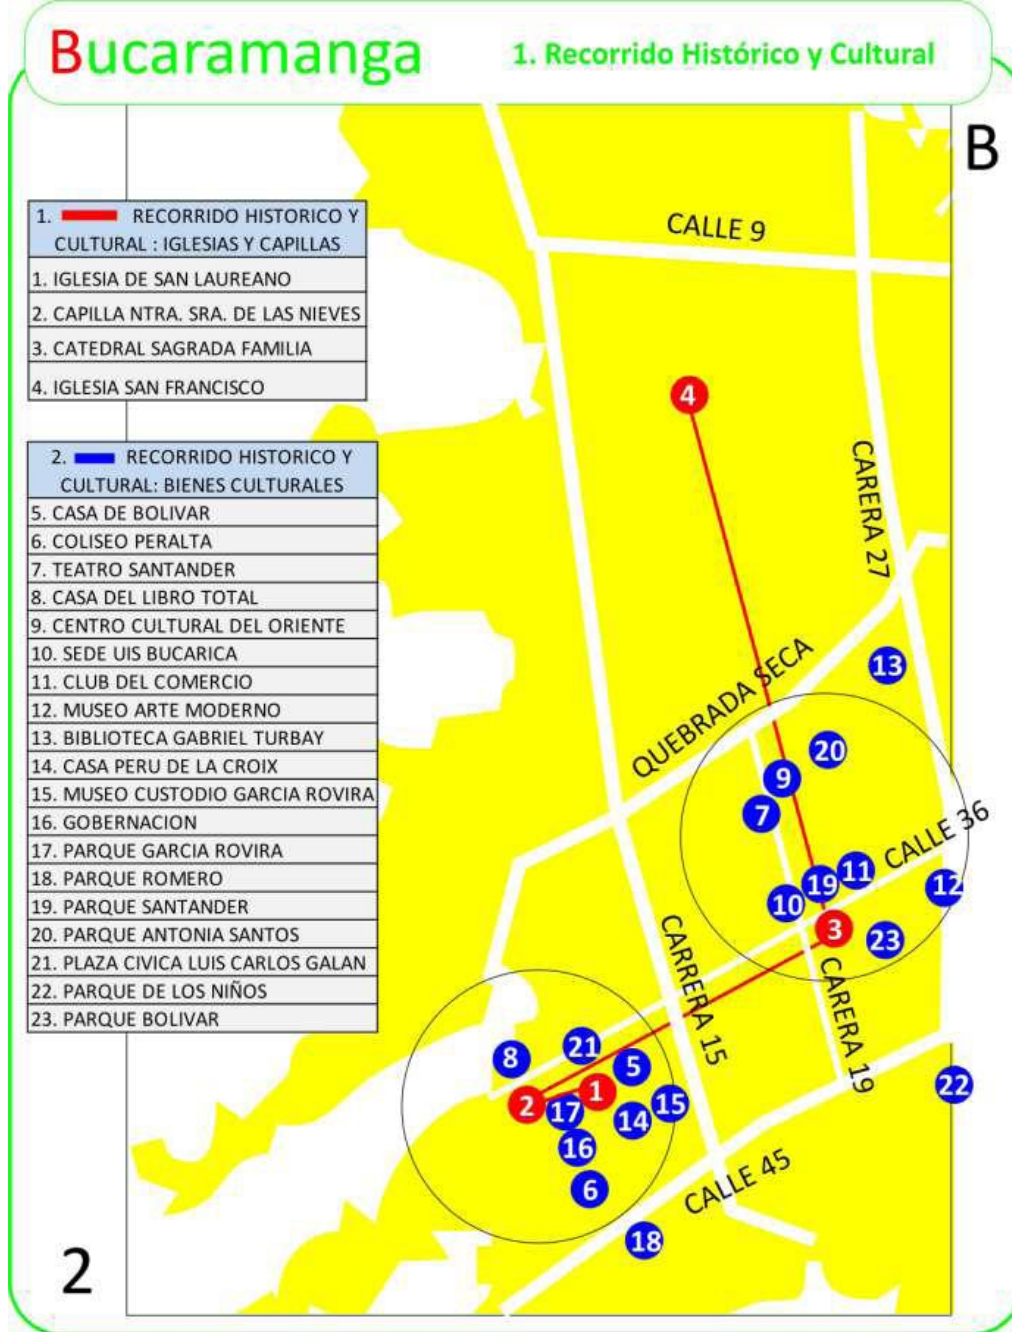 Bucaramanga
1. Recorrido Histórico y Cultural
B
1. RECORRIDO HISTORICO Y
CULTURAL : IGLESIAS Y CAPILLAS
1. IGLESIA DE SAN LAUREANO
2. CAPILLA NTRA. SRA. DE LAS NIEVES
3. CATEDRAL SAGRADA FAMILIA
4. IGLESIA SAN FRANCISCO
2. RECORRIDO HISTORICO Y
CULTURAL: BIENES CULTURALES
5. CASA DE BOLIVAR
6. COLISEO PERALTA
7. TEATRO SANTANDER
8. CASA DEL LIBRO TOTAL
9. CENTRO CULTURAL DEL ORIENTE
10. SEDE UIS BUCARICA
11. CLUB DEL COMERCIO
12. MUSEO ARTE MODERNO
13. BIBLIOTECA GABRIEL TURBAY
14. CASA PERU DE LA CROIX
15. MUSEO CUSTODIO GARCIA ROVIRA
16. GOBERNACION
17. PARQUE GARCIA ROVIRA
18. PARQUE ROMERO
19. PARQUE SANTANDER
20. PARQUE ANTONIA SANTOS
21. PLAZA CIVICA LUIS CARLOS GALAN
22. PARQUE DE LOS NIÑOS
23. PARQUE BOLIVAR
CALLE 9
4
CARERA 27
QUEBRADA SECA
13
20
9
7
CALLE 36
11
19
12
10
3
23
CARRERA 15
CARERA 19
21
8
5
22
1
2
15
17
14
16
CALLE 45
6
18
2